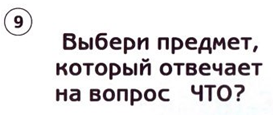 9
Выбери предмет,
который отвечает
на вопрос ЧТО?